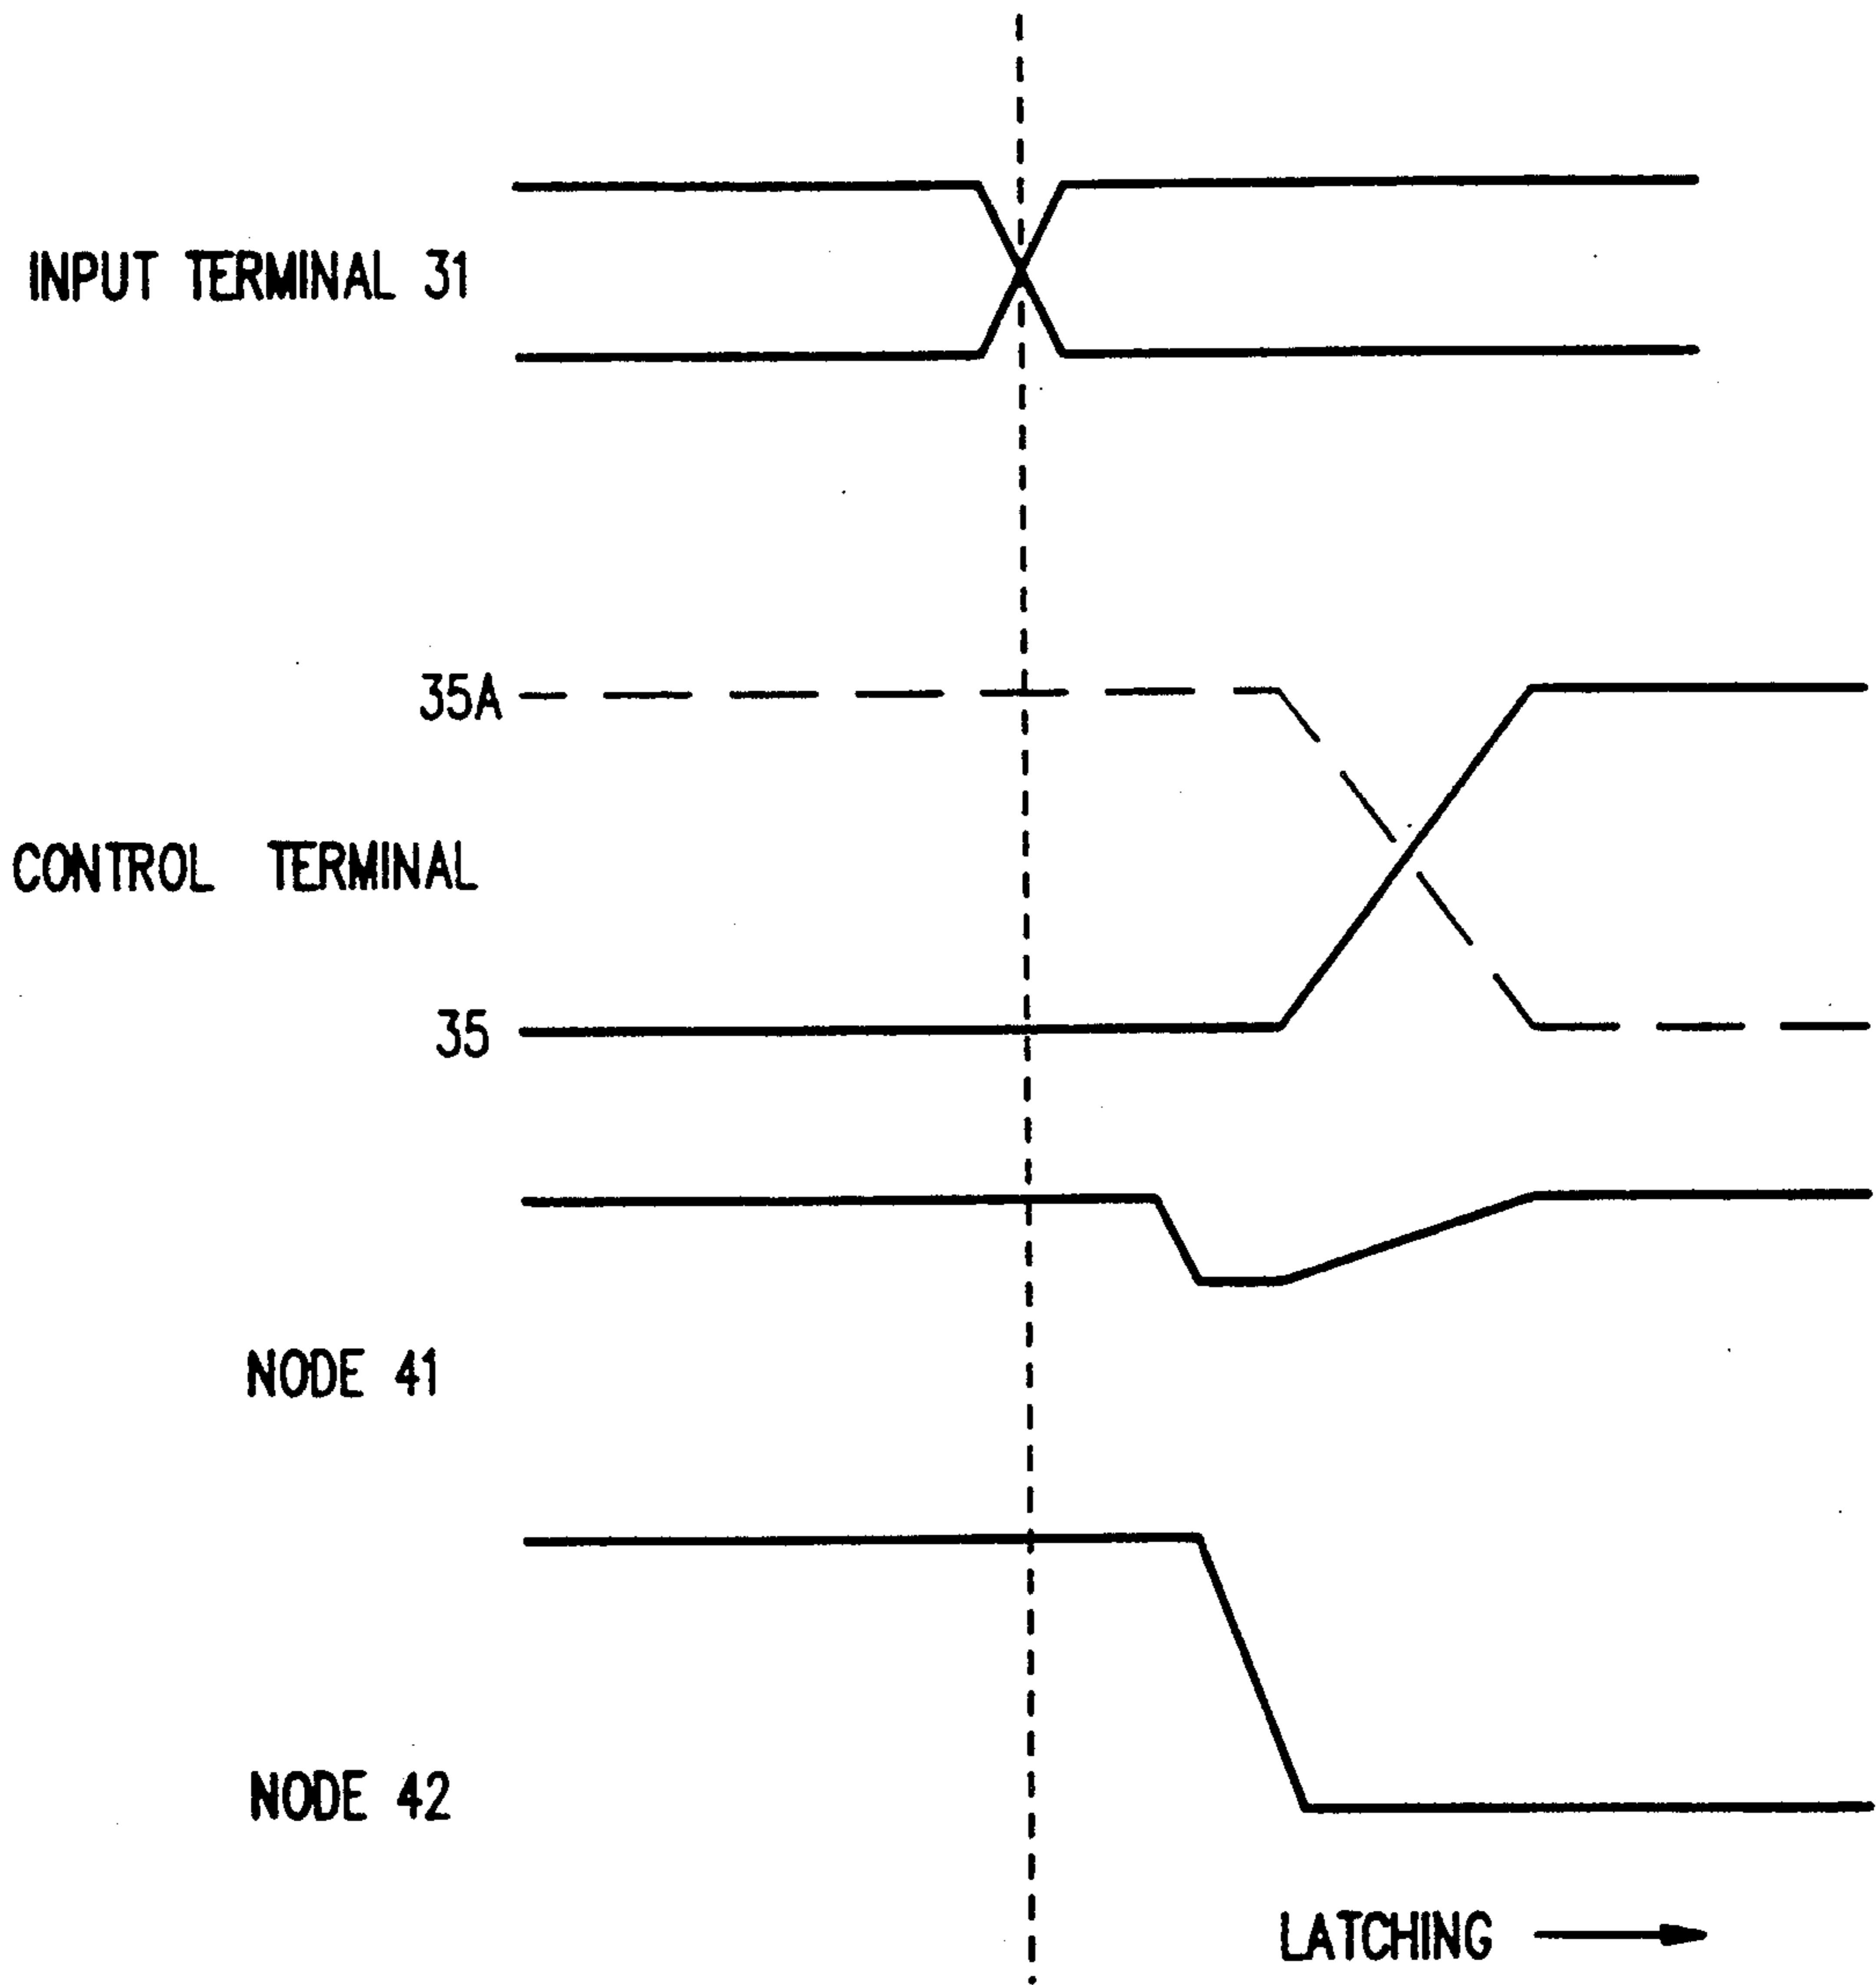 INPUT TERMINAL 31
35A
CONTROL TERMINAL
35
NODE 41
NODE 42
LATCHING